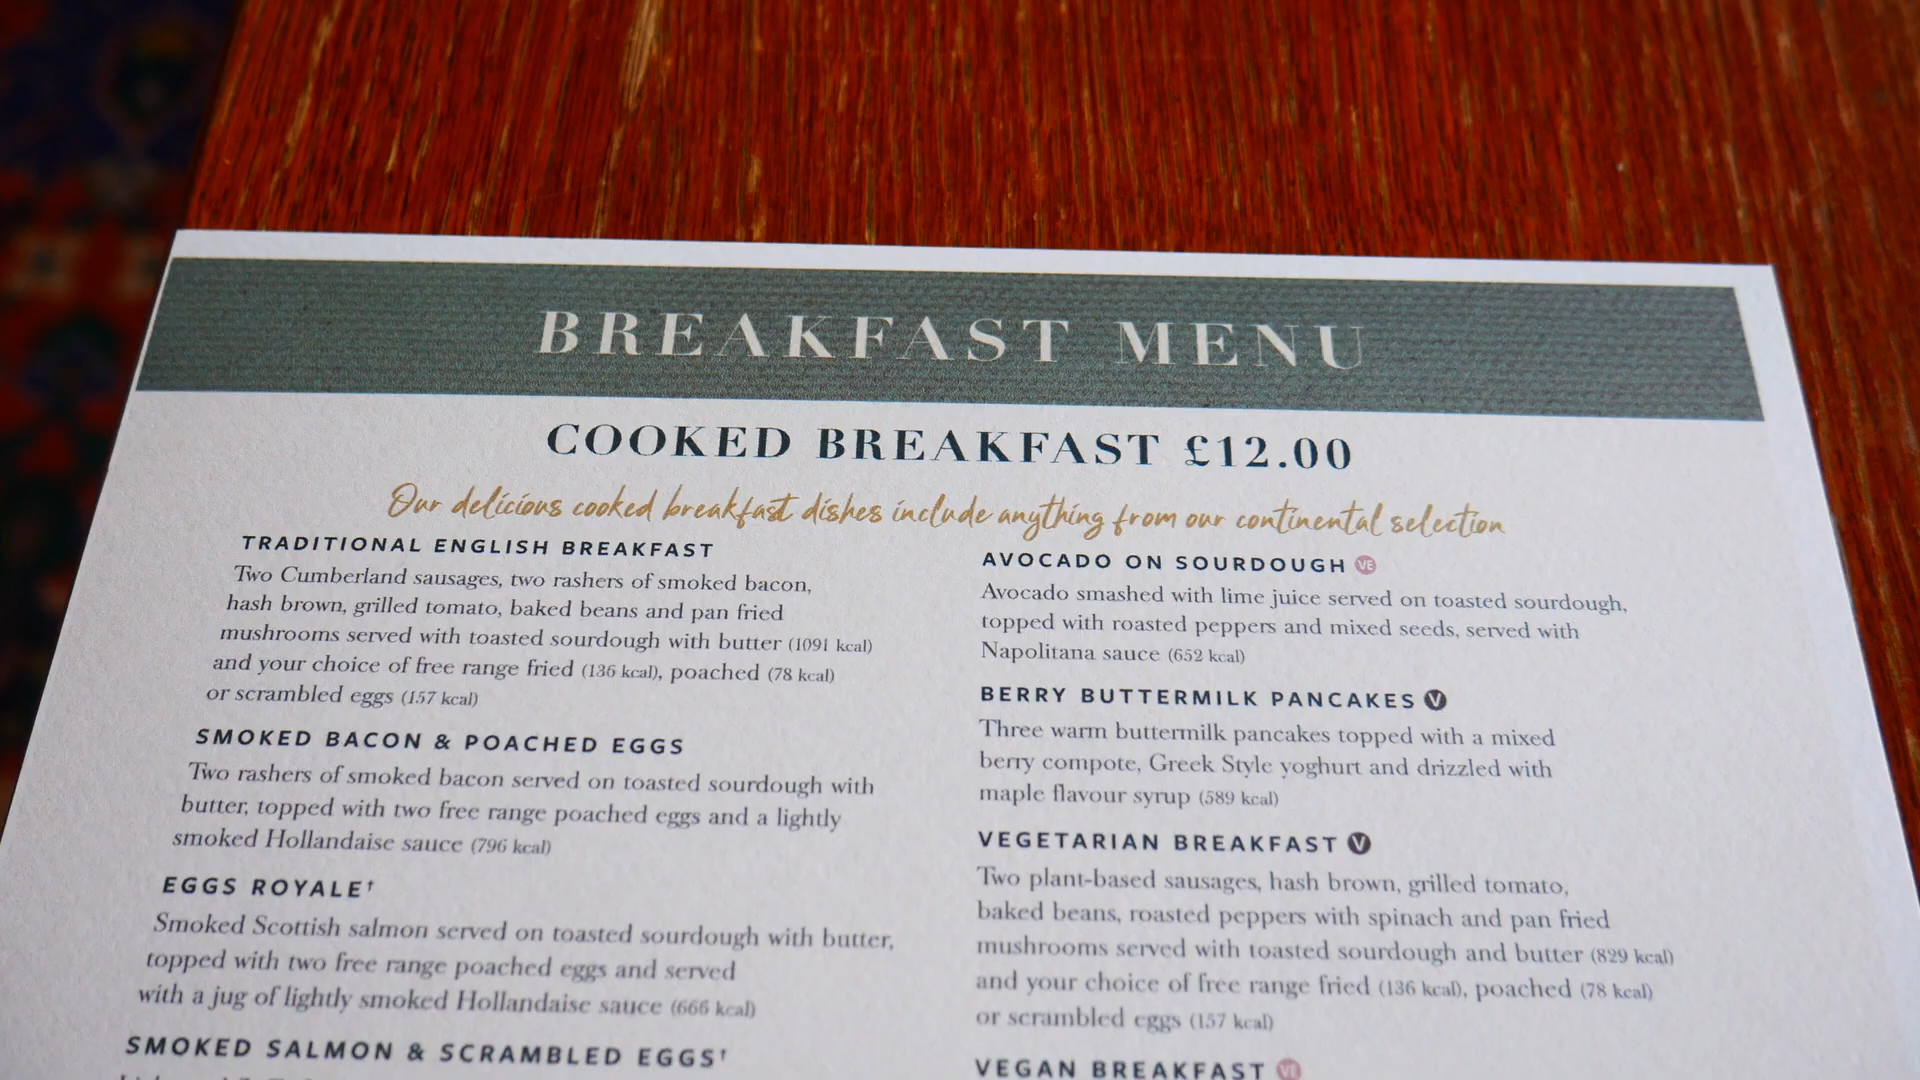 BREAKFAST MENU
COOKED BREAKFAST £12.00
Our delicious cooked breakfast dishes include anything from our continental selection
TRADITIONAL ENGLISH BREAKFAST
Two Cumberland sausages, two rashers of smoked bacon,
hash brown, grilled tomato, baked beans and pan fried
mushrooms served with toasted sourdough with butter (1091 kcal)
and your choice of free range fried (136 kcal), poached (78 kcal)
or scrambled eggs (157 kcal)
SMOKED BACON & POACHED EGGS
Two rashers of smoked bacon served on toasted sourdough with
butter, topped with two free range poached eggs and a lightly
smoked Hollandaise sauce (796 kcal)
EGGS ROYALE†
Smoked Scottish salmon served on toasted sourdough with butter,
topped with two free range poached eggs and served
with a jug of lightly smoked Hollandaise sauce (666 kcal)
SMOKED SALMON & SCRAMBLED EGGS†
AVOCADO ON SOURDOUGH VE
Avocado smashed with lime juice served on toasted sourdough,
topped with roasted peppers and mixed seeds, served with
Napolitana sauce (652 kcal)
BERRY BUTTERMILK PANCAKES V
Three warm buttermilk pancakes topped with a mixed
berry compote, Greek Style yoghurt and drizzled with
maple flavour syrup (589 kcal)
VEGETARIAN BREAKFAST V
Two plant-based sausages, hash brown, grilled tomato,
baked beans, roasted peppers with spinach and pan fried
mushrooms served with toasted sourdough and butter (829 kcal)
and your choice of free range fried (136 kcal), poached (78 kcal)
or scrambled eggs (157 kcal)
VEGAN BREAKFAST VE